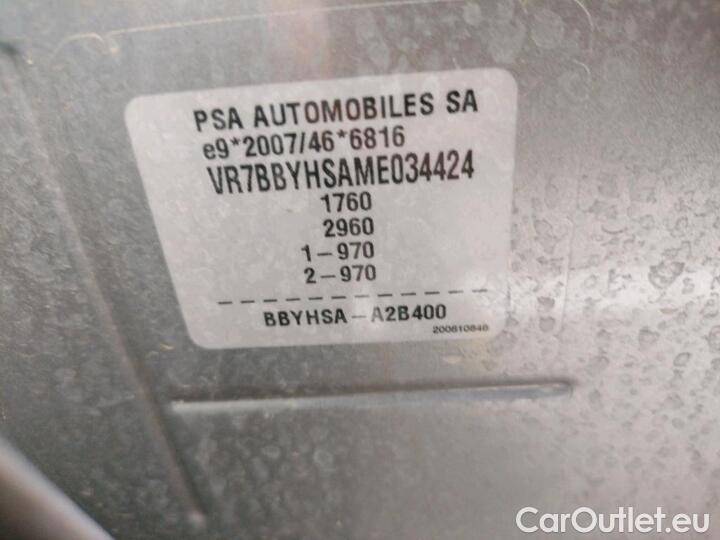 PSA AUTOMOBILES SA
e9*2007/46*6816
VR7BBYHSAME034424
1760
2960
1-970
2-970
BBYHSA-A2B400
200610846
CarOutlet.eu